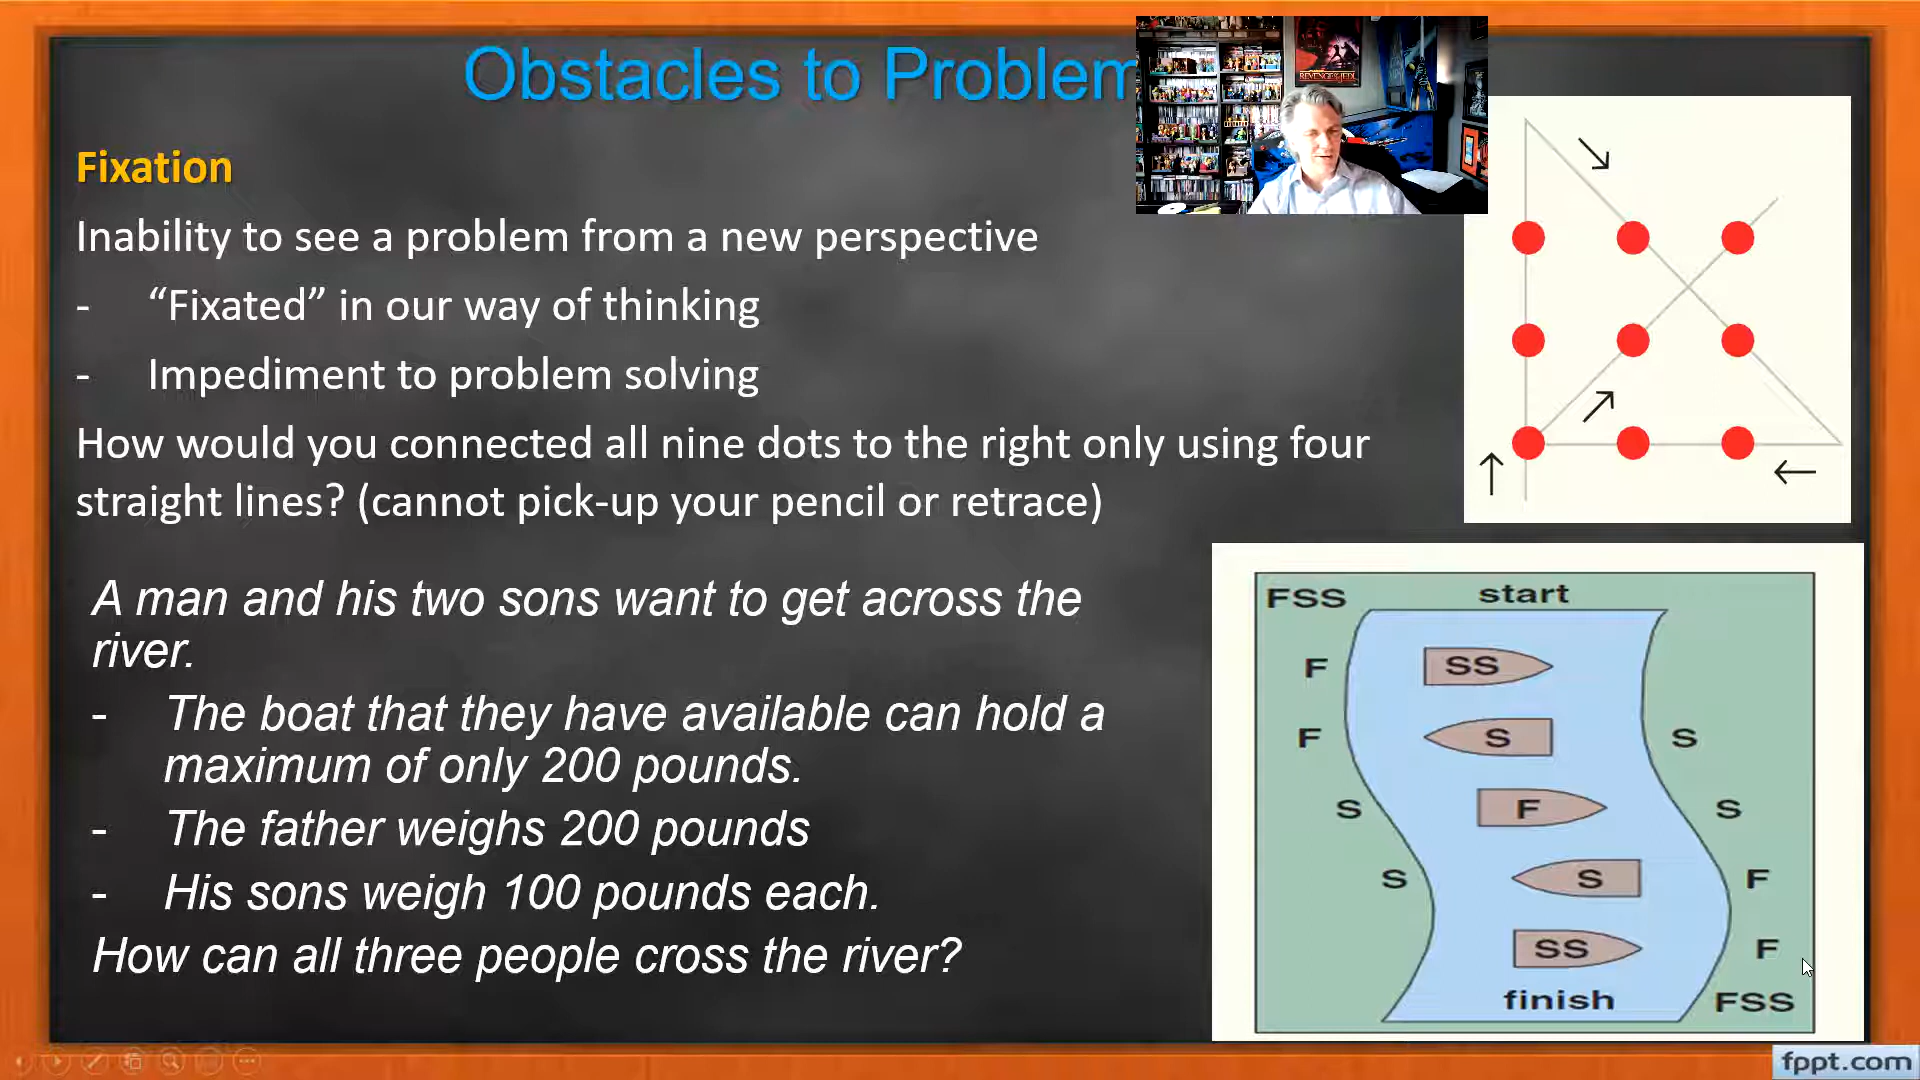 Obstacles to Problem
REVENGE OF THE JEDI
Fixation
Inability to see a problem from a new perspective
- “Fixated” in our way of thinking
- Impediment to problem solving
How would you connected all nine dots to the right only using four
straight lines? (cannot pick-up your pencil or retrace)
A man and his two sons want to get across the
river.
- The boat that they have available can hold a
maximum of only 200 pounds.
- The father weighs 200 pounds
- His sons weigh 100 pounds each.
How can all three people cross the river?
FSS start
F SS
F S S
S F S
S S F
SS F
finish FSS
fppt.com